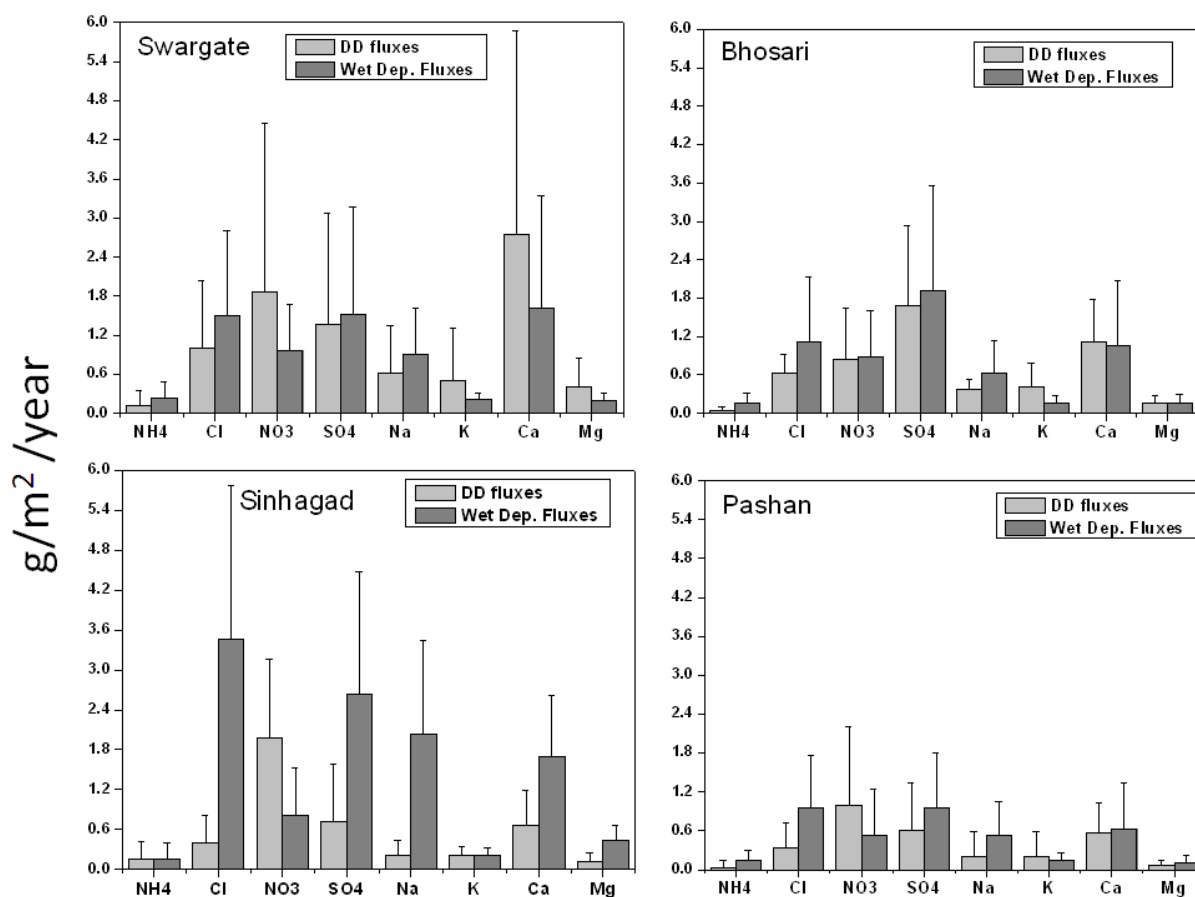 g/m² /year
Swargate
DD fluxes
Wet Dep. Fluxes
6.0
5.4
4.8
4.2
3.6
3.0
2.4
1.8
1.2
0.6
0.0
NH4 Cl NO3 SO4 Na K Ca Mg
Bhosari
DD fluxes
Wet Dep. Fluxes
6.0
5.4
4.8
4.2
3.6
3.0
2.4
1.8
1.2
0.6
0.0
NH4 Cl NO3 SO4 Na K Ca Mg
Sinhagad
DD fluxes
Wet Dep. Fluxes
6.0
5.4
4.8
4.2
3.6
3.0
2.4
1.8
1.2
0.6
0.0
NH4 Cl NO3 SO4 Na K Ca Mg
Pashan
DD fluxes
Wet Dep. Fluxes
6.0
5.4
4.8
4.2
3.6
3.0
2.4
1.8
1.2
0.6
0.0
NH4 Cl NO3 SO4 Na K Ca Mg